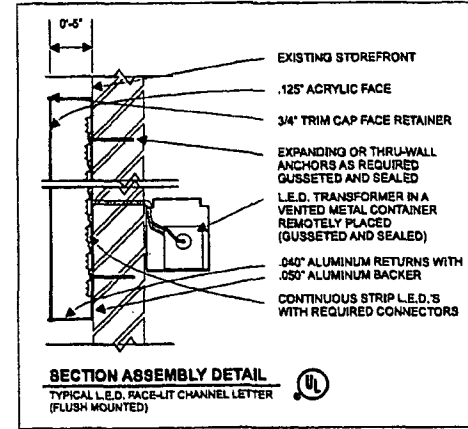 0'-5"
EXISTING STOREFRONT
.125" ACRYLIC FACE
3/4" TRIM CAP FACE RETAINER
EXPANDING OR THRU-WALL
ANCHORS AS REQUIRED
GUSSETED AND SEALED
L.E.D. TRANSFORMER IN A
VENTED METAL CONTAINER
REMOTELY PLACED
(GUSSETED AND SEALED)
.040" ALUMINUM RETURNS WITH
.050" ALUMINUM BACKER
CONTINUOUS STRIP L.E.D.'S
WITH REQUIRED CONNECTORS
SECTION ASSEMBLY DETAIL
TYPICAL L.E.D. FACE-LIT CHANNEL LETTER
(FLUSH MOUNTED)
UL